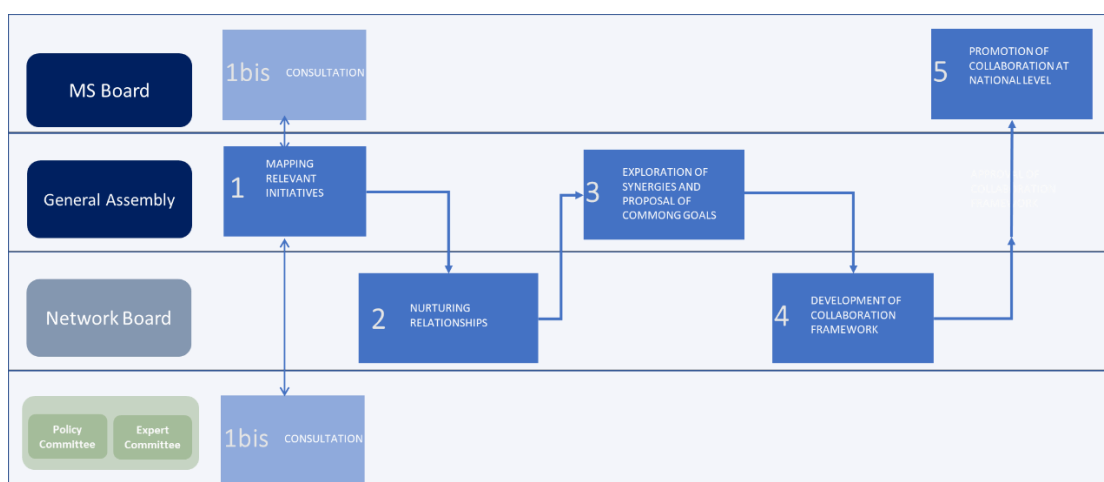 MS Board
1bis
CONSULTATION
5
PROMOTION OF
COLLABORATION AT
NATIONAL LEVEL
General Assembly
1
MAPPING
RELEVANT
INITIATIVES
3
EXPLORATION OF
SYNERGIES AND
PROPOSAL OF
COMMONG GOALS
Network Board
2
NURTURING
RELATIONSHIPS
4
DEVELOPMENT OF
COLLABORATION
FRAMEWORK
Policy
Committee
Expert
Committee
1bis
CONSULTATION